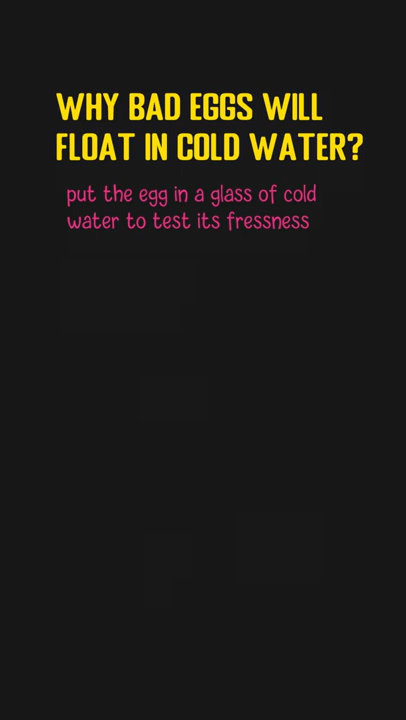 WHY BAD EGGS WILL
FLOAT IN COLD WATER?
put the egg in a glass of cold
water to test its fressness